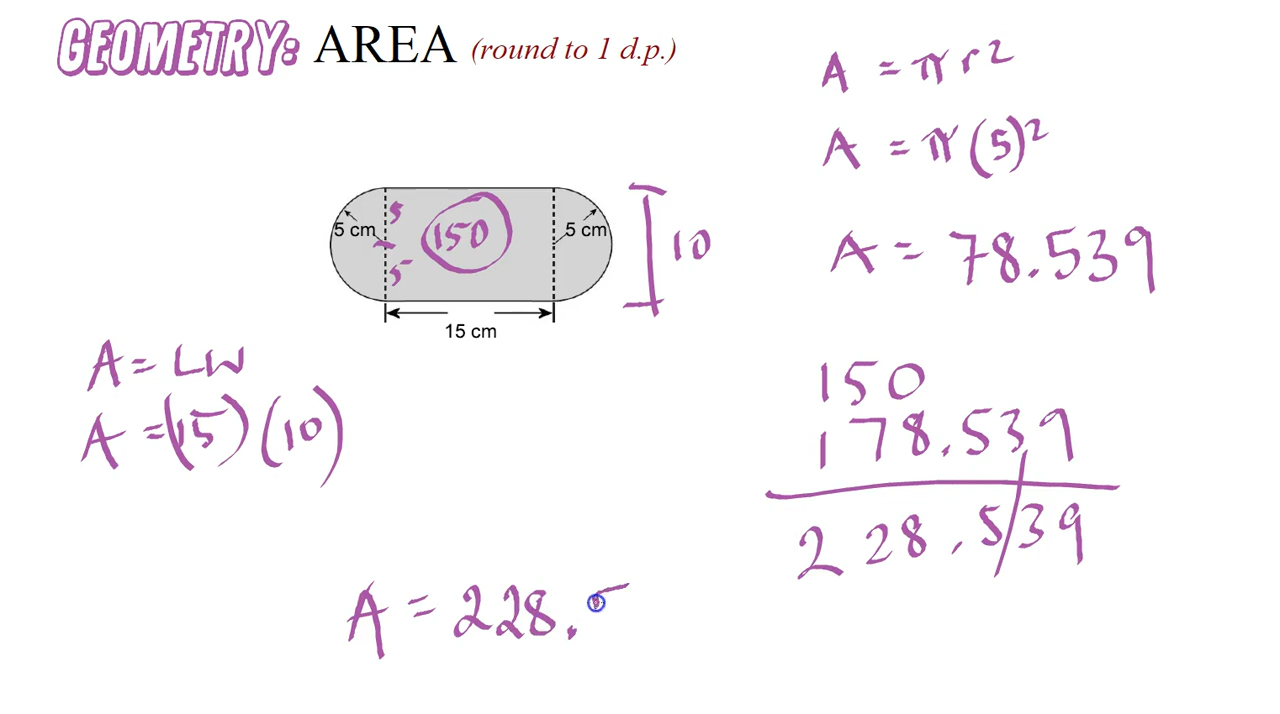 GEOMETRY: AREA (round to 1 d.p.)
A = πr²
A = π(5)²
A = 78.539
5 cm
5
5
150
5 cm
10
15 cm
A = LW
A = (15)(10)
150
178.539
228.539
A = 228.5